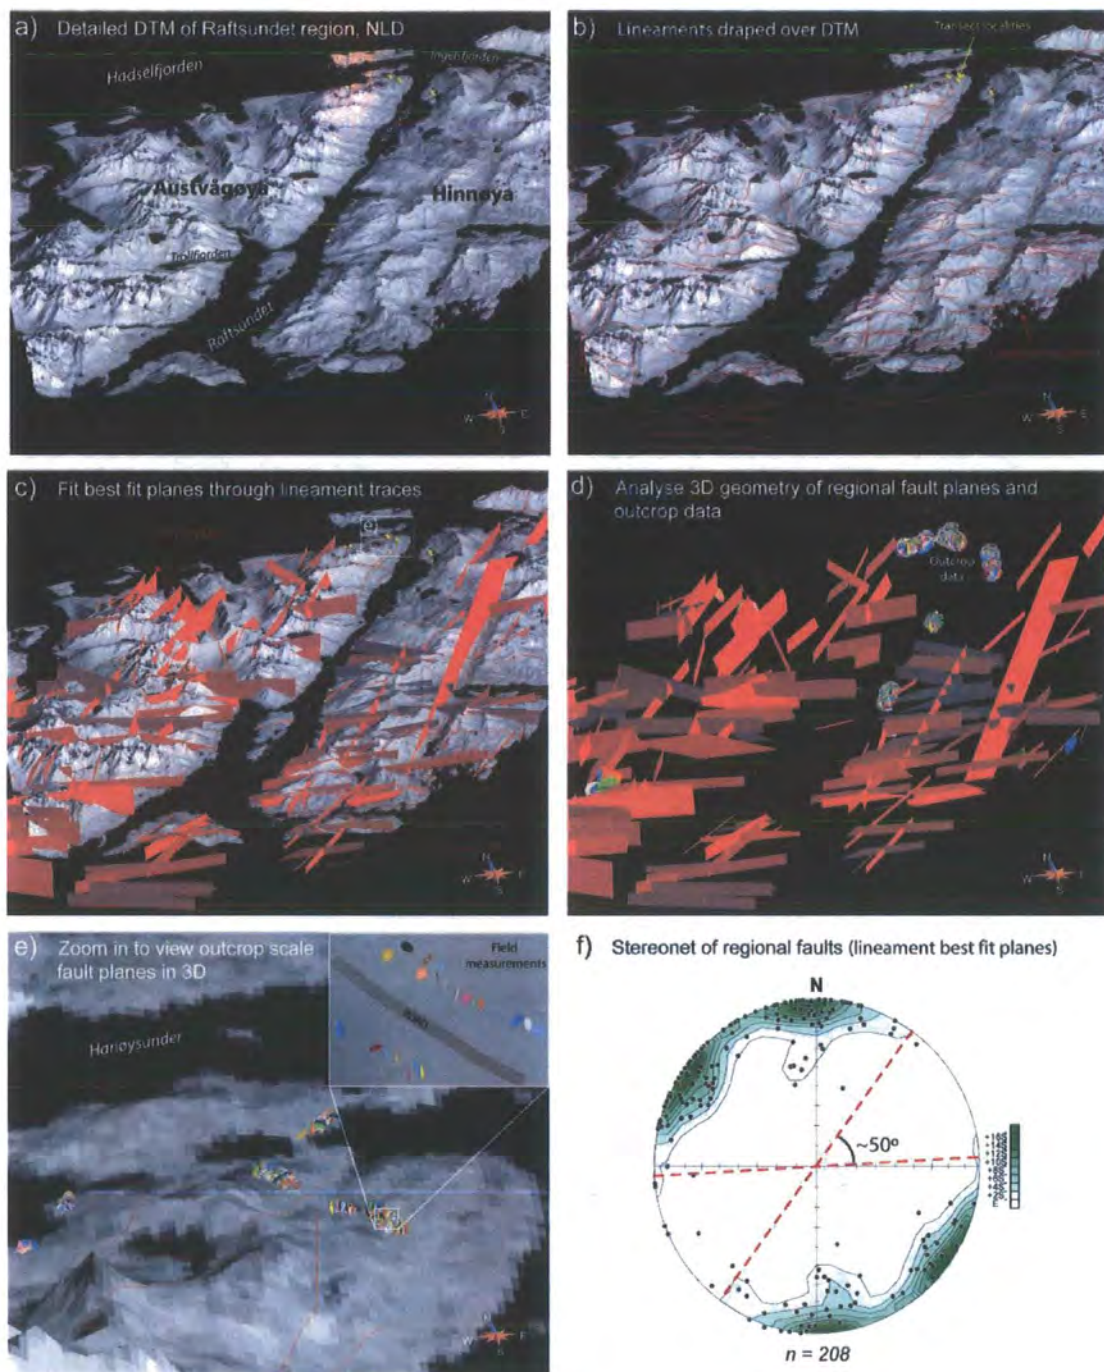 a) Detailed DTM of Raftsundet region, NLD
Hadselfjorden
Ingelsfjorden
Austvågøya
Hinnøya
Trollfjorden
Raftsundet
N
W E
S
b) Lineaments draped over DTM
Transect localities
N
W E
S
c) Fit best fit planes through lineament traces
e
N
W E
S
d) Analyse 3D geometry of regional fault planes and
outcrop data
Outcrop
data
N
W E
S
e) Zoom in to view outcrop scale
fault planes in 3D
Field
measurements
Road
Hanøysundet
E
f) Stereonet of regional faults (lineament best fit planes)
N
~50º
n = 208